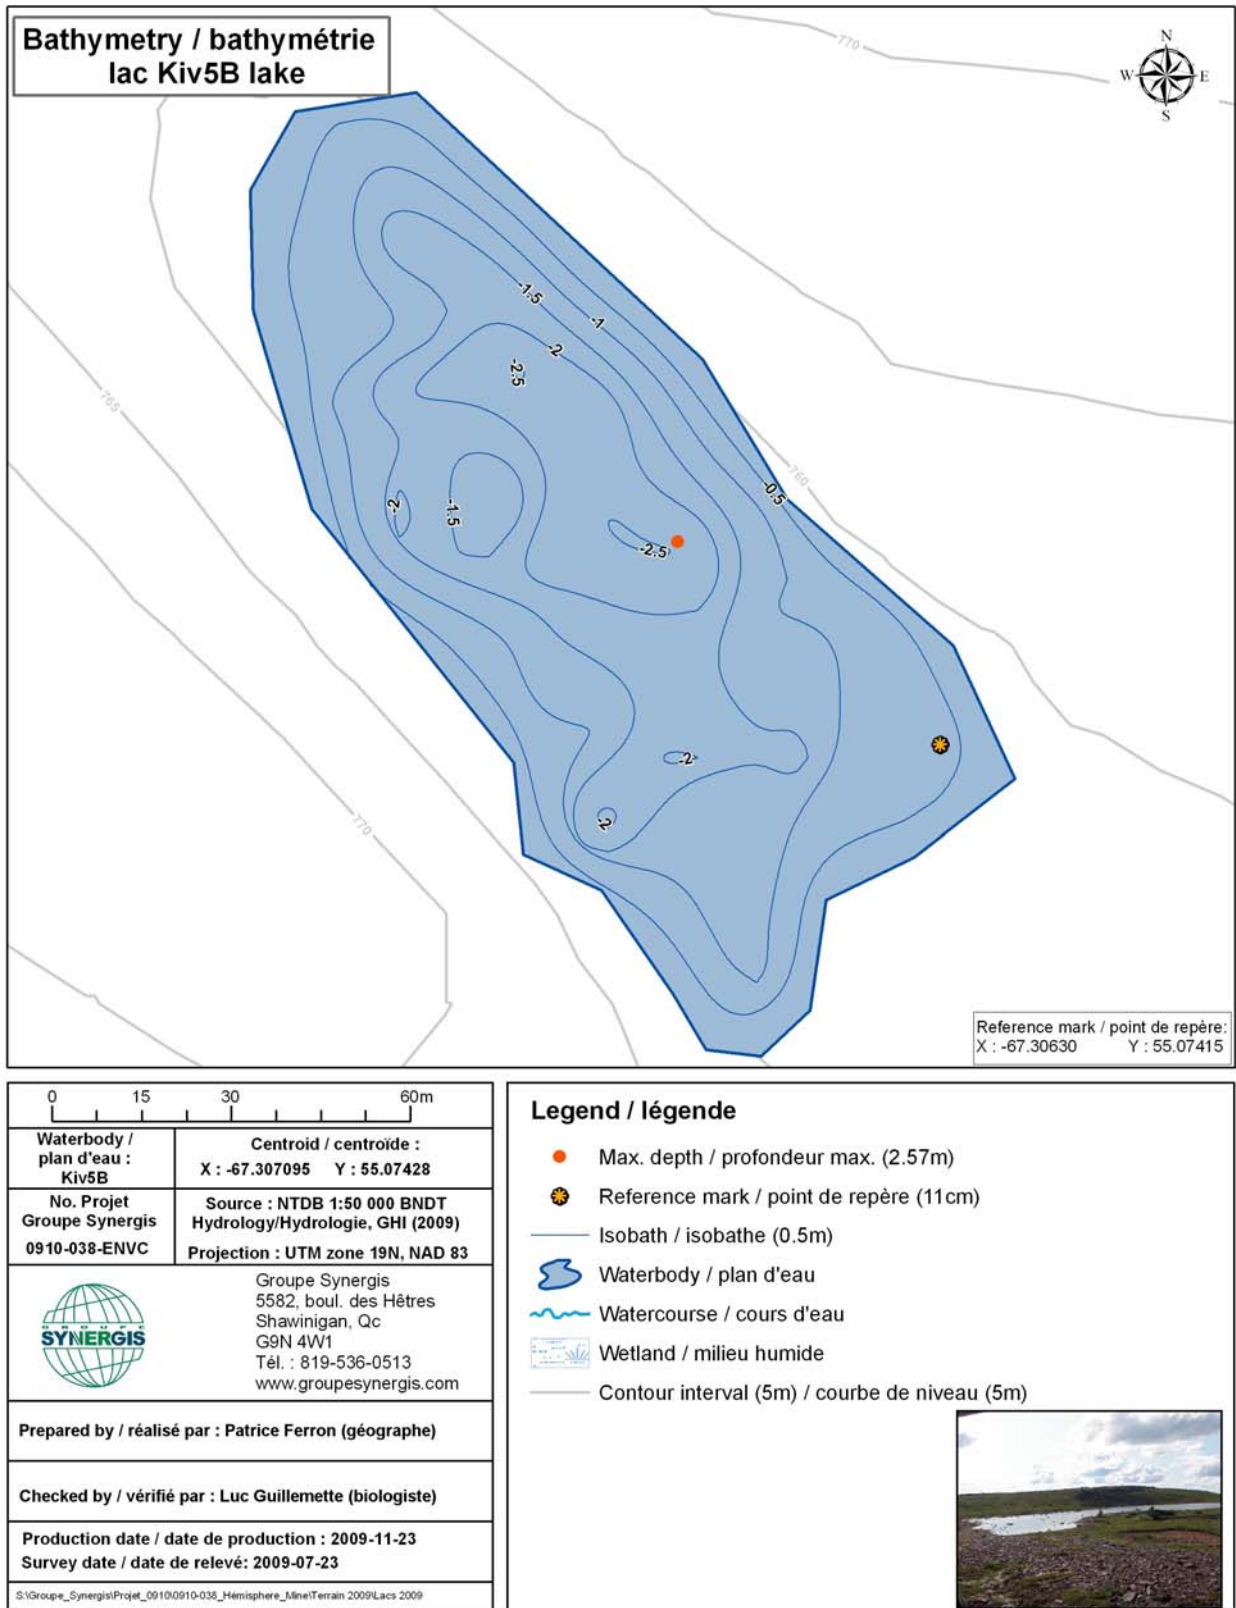 Bathymetry / bathymétrie
lac Kiv5B lake
770
N
W E
S
-1.5
-1
-2
-2.5
765
760
-0.5
-2
-1.5
-2.5
-2
-2
770
Reference mark / point de repère:
X : -67.30630 Y : 55.07415
0 15 30 60m
Waterbody /
plan d'eau :
Kiv5B
Centroid / centroïde :
X : -67.307095 Y : 55.07428
No. Projet
Groupe Synergis
0910-038-ENVC
Source : NTDB 1:50 000 BNDT
Hydrology/Hydrologie, GHI (2009)
Projection : UTM zone 19N, NAD 83
GROUPE
SYNERGIS
Groupe Synergis
5582, boul. des Hêtres
Shawinigan, Qc
G9N 4W1
Tél. : 819-536-0513
www.groupesynergis.com
Prepared by / réalisé par : Patrice Ferron (géographe)
Checked by / vérifié par : Luc Guillemette (biologiste)
Production date / date de production : 2009-11-23
Survey date / date de relevé: 2009-07-23
S:\Groupe_Synergis\Projet_0910\0910-038_Hémisphere_Mine\Terrain 2009\Lacs 2009
Legend / légende
Max. depth / profondeur max. (2.57m)
Reference mark / point de repère (11cm)
Isobath / isobathe (0.5m)
Waterbody / plan d'eau
Watercourse / cours d'eau
Wetland / milieu humide
Contour interval (5m) / courbe de niveau (5m)